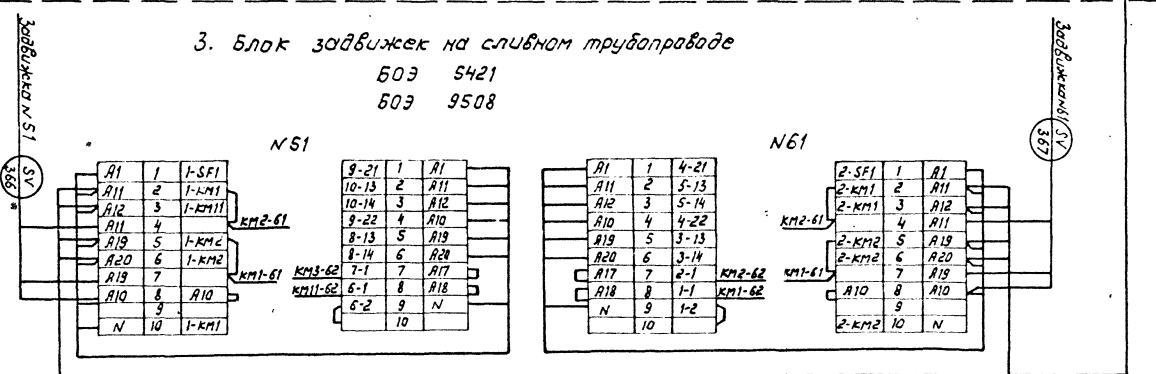 3. Блок задвижек на сливном трубопроводе
БОЭ 5421
БОЭ 9508
Задвижка N 51
SV
366
*
N 51
A1 1 1-SF1
A11 2 1-KM1
A12 3 1-KM11
A11 4
A19 5 1-KM2
A20 6 1-KM2
A19 7
A10 8 A10
9
N 10 1-KM1
KM2-61
KM1-61
9-21 1 A1
10-13 2 A11
10-14 3 A12
9-22 4 A10
8-13 5 A19
8-14 6 A20
KM3-62 7-1 7 A17
KM11-62 6-1 8 A18
6-2 9 N
10
N61
A1 1 4-21
A11 2 5-13
A12 3 5-14
A10 4 4-22
A19 5 3-13
A20 6 3-14
A17 7 2-1 KM2-62
A18 8 1-1 KM1-62
N 9 1-2
10
KM2-61
KM1-61
2-SF1 1 A1
2-KM1 2 A11
2-KM1 3 A12
4 A11
2-KM2 5 A19
2-KM2 6 A20
7 A19
A10 8 A10
9
2-KM2 10 N
Задвижка N61
SV
367